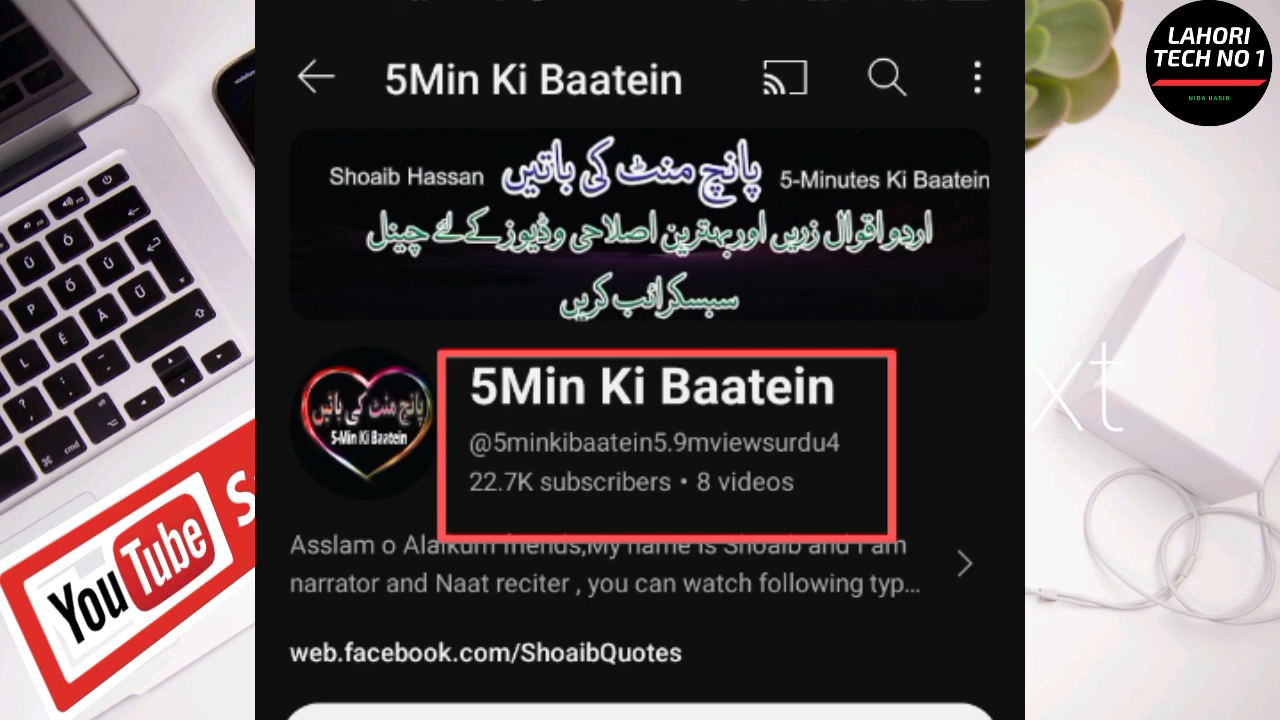 LAHORI
TECH NO 1
NIDA HABIB
5Min Ki Baatein
Shoaib Hassan پانچ منٹ کی باتیں 5-Minutes Ki Baatein
اردو اقوال زریں اور بہترین اصلاحی وڈیوز کے لئے چینل
سبسکرائب کریں
پانچ منٹ کی باتیں
5-Min Ki Baatein
5Min Ki Baatein
@5minkibaatein5.9mviewsurdu4
22.7K subscribers • 8 videos
Asslam o Alaikum friends,My name is Shoaib and I am
narrator and Naat reciter , you can watch following typ...
web.facebook.com/ShoaibQuotes
YouTube S
xt